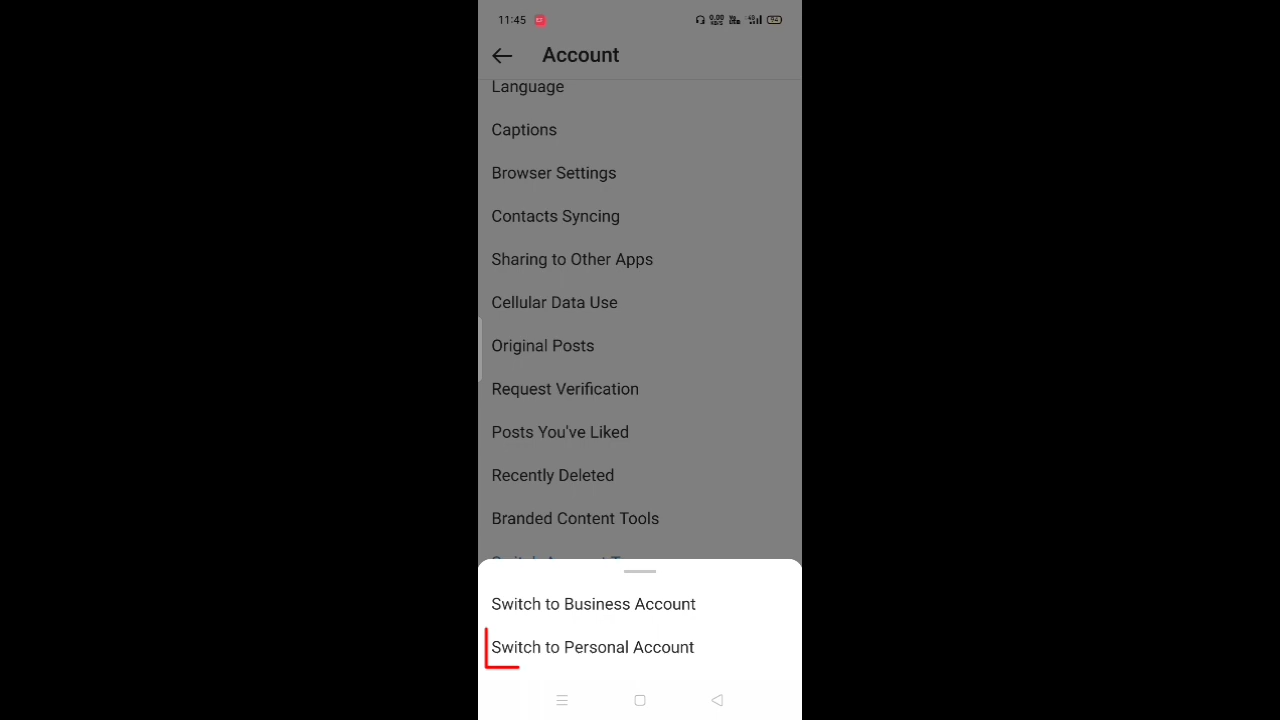 11:45
Account
Language
Captions
Browser Settings
Contacts Syncing
Sharing to Other Apps
Cellular Data Use
Original Posts
Request Verification
Posts You've Liked
Recently Deleted
Branded Content Tools
Switch to Business Account
Switch to Personal Account